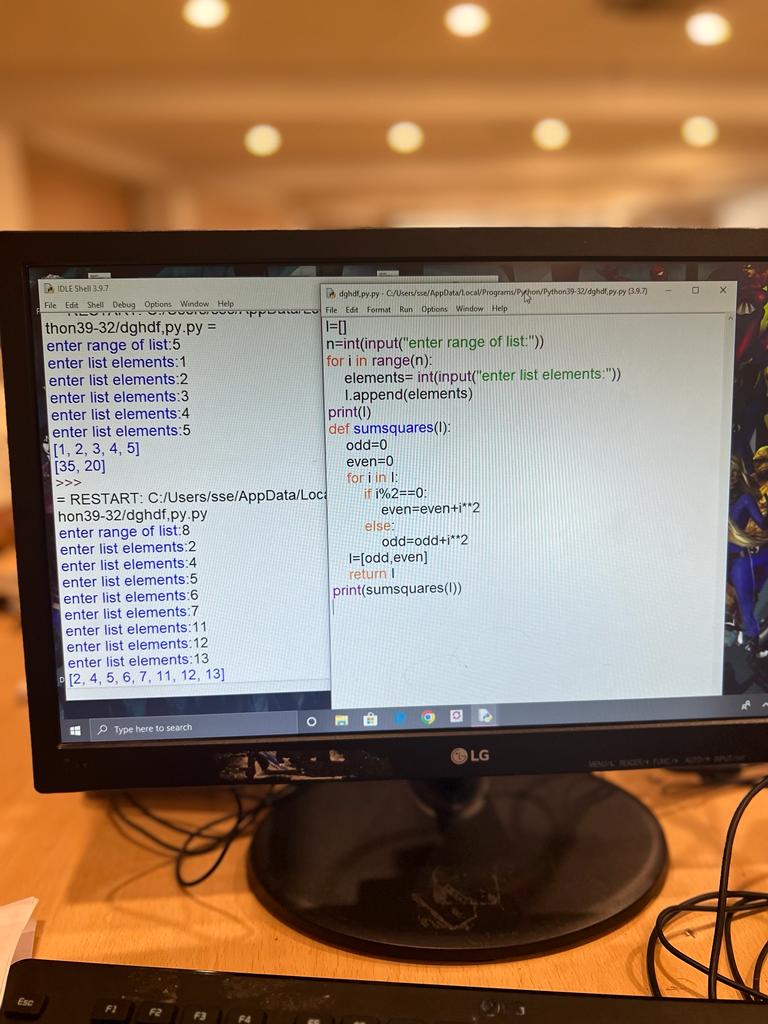 IDLE Shell 3.9.7
File Edit Shell Debug Options Window Help
thon39-32/dghdf,py.py =
enter range of list:5
enter list elements:1
enter list elements:2
enter list elements:3
enter list elements:4
enter list elements:5
[1, 2, 3, 4, 5]
[35, 20]
>>>
= RESTART: C:/Users/sse/AppData/Loca
hon39-32/dghdf,py.py
enter range of list:8
enter list elements:2
enter list elements:4
enter list elements:5
enter list elements:6
enter list elements:7
enter list elements:11
enter list elements:12
enter list elements:13
[2, 4, 5, 6, 7, 11, 12, 13]
dghdf,py.py - C:/Users/sse/AppData/Local/Programs/Python/Python39-32/dghdf,py.py (3.9.7)
File Edit Format Run Options Window Help
l=[]
n=int(input("enter range of list:"))
for i in range(n):
    elements= int(input("enter list elements:"))
    l.append(elements)
print(l)
def sumsquares(l):
    odd=0
    even=0
    for i in l:
        if i%2==0:
            even=even+i**2
        else:
            odd=odd+i**2
    l=[odd,even]
    return l
print(sumsquares(l))
Type here to search
LG
Esc
F1
F2
F3
F4